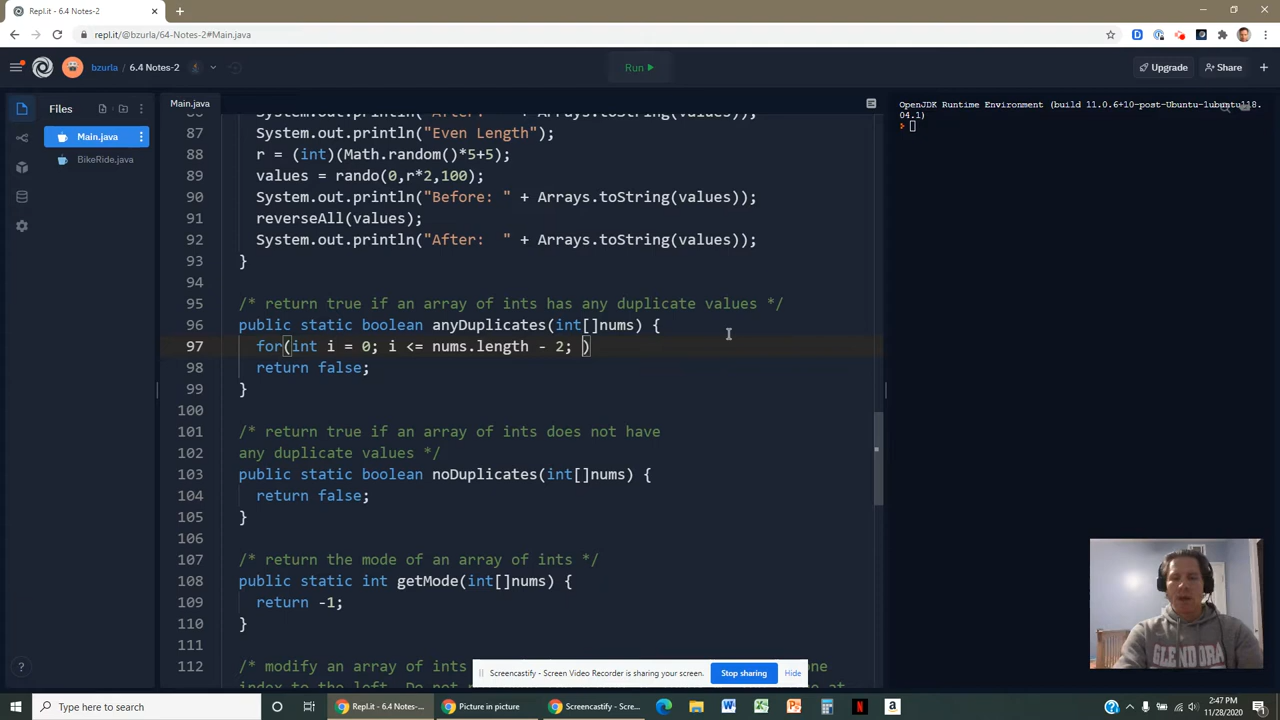 Repl.it - 6.4 Notes-2
repl.it/@bzurla/64-Notes-2#Main.java
bzurla / 6.4 Notes-2
Run
Upgrade
Share
Files
Main.java
BikeRide.java
Main.java
87 System.out.println("Even Length");
88 r = (int)(Math.random()*5+5);
89 values = rando(0,r*2,100);
90 System.out.println("Before: " + Arrays.toString(values));
91 reverseAll(values);
92 System.out.println("After:  " + Arrays.toString(values));
93 }
94
95 /* return true if an array of ints has any duplicate values */
96 public static boolean anyDuplicates(int[]nums) {
97 for(int i = 0; i <= nums.length - 2; )
98 return false;
99 }
100
101 /* return true if an array of ints does not have
102 any duplicate values */
103 public static boolean noDuplicates(int[]nums) {
104 return false;
105 }
106
107 /* return the mode of an array of ints */
108 public static int getMode(int[]nums) {
109 return -1;
110 }
111
112 /* modify an array of ints
OpenJDK Runtime Environment (build 11.0.6+10-post-Ubuntu-1ubuntu118.
04.1)
GLENDORA
Screencastify - Screen Video Recorder is sharing your screen.
Stop sharing
Hide
Type here to search
Repl.it - 6.4 Notes-...
Picture in picture
Screencastify - Scree...
2:47 PM
11/28/2020